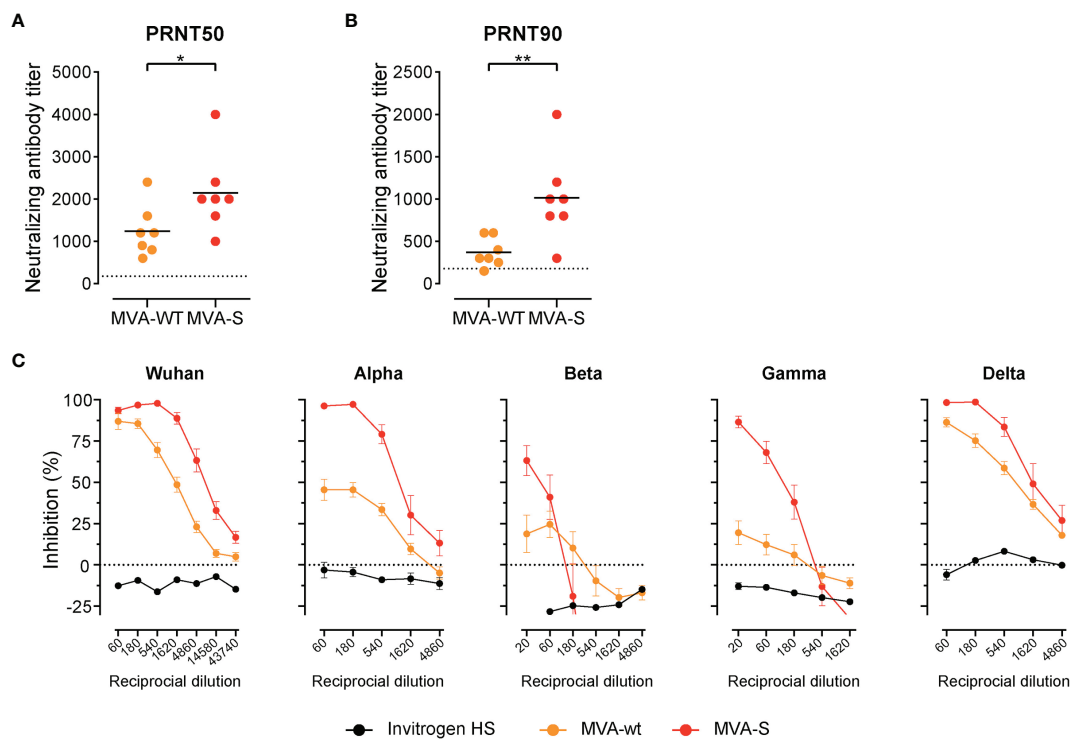 A
PRNT50
*
Neutralizing antibody titer
5000
4000
3000
2000
1000
0
MVA-WT MVA-S
B
PRNT90
**
Neutralizing antibody titer
2500
2000
1500
1000
500
0
MVA-WT MVA-S
C
Wuhan
Alpha
Beta
Gamma
Delta
Inhibition (%)
100
75
50
25
0
-25
60 180 540 1620 4860 14580 43740
60 180 540 1620 4860
20 60 180 540 1620 4860
20 60 180 540 1620
60 180 540 1620 4860
Reciprocial dilution
Reciprocial dilution
Reciprocial dilution
Reciprocial dilution
Reciprocial dilution
Invitrogen HS
MVA-wt
MVA-S